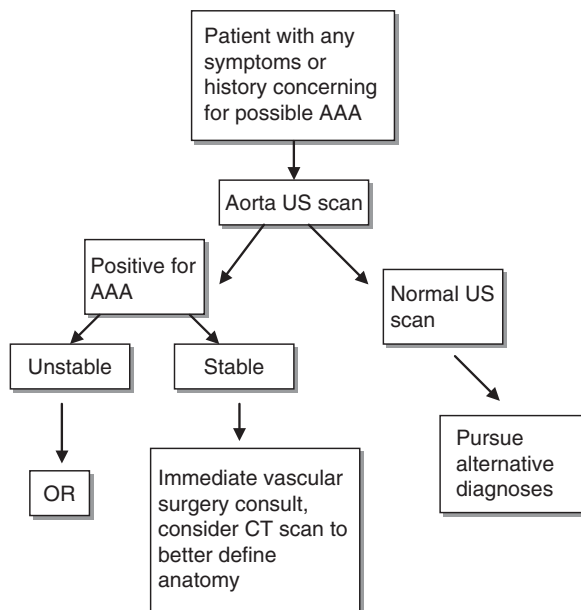 Patient with any
symptoms or
history concerning
for possible AAA
Aorta US scan
Positive for
AAA
Normal US
scan
Unstable
Stable
OR
Immediate vascular
surgery consult,
consider CT scan to
better define
anatomy
Pursue
alternative
diagnoses